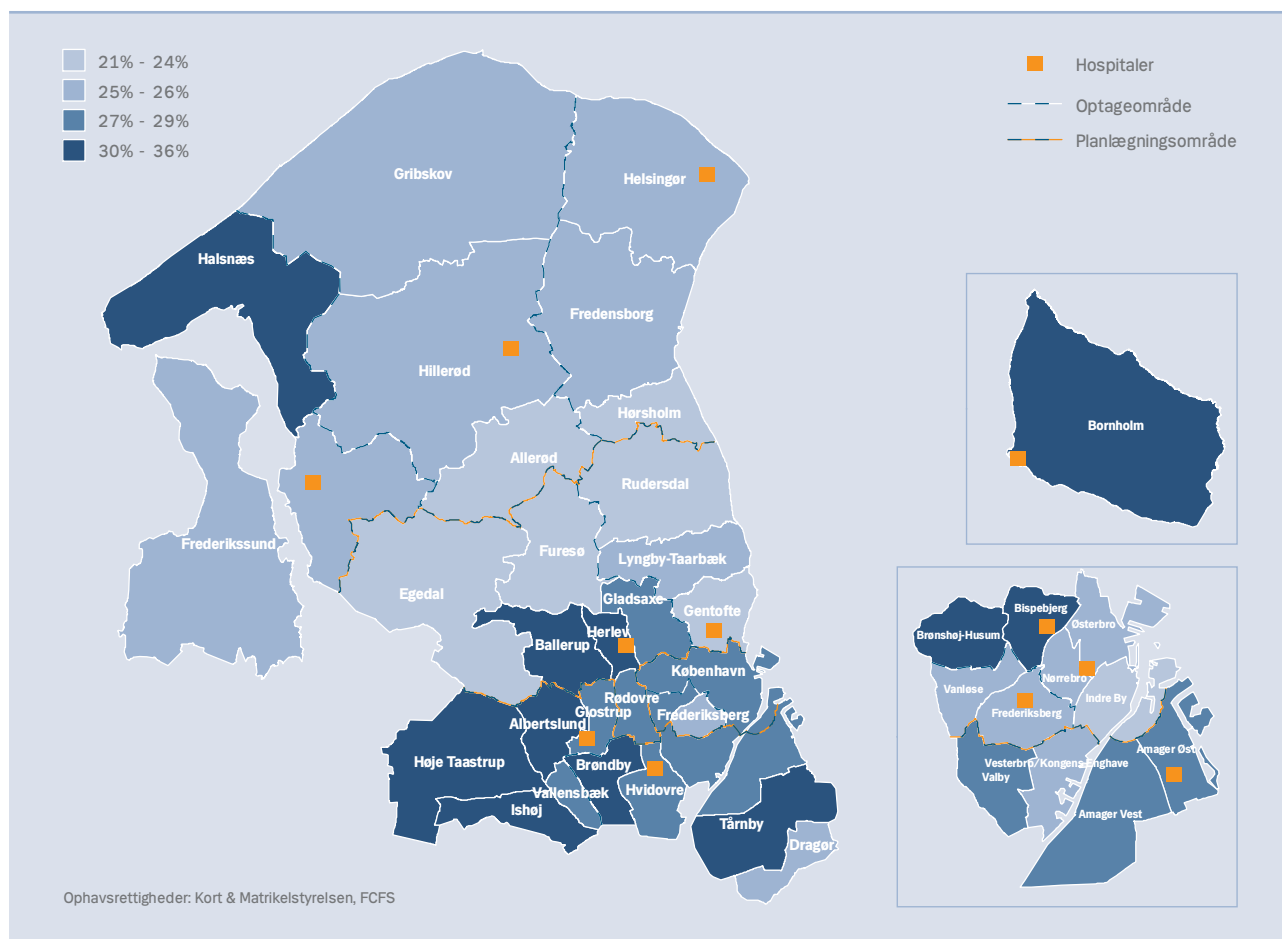 21% - 24%
25% - 26%
27% - 29%
30% - 36%
Hospitaler
Optageområde
Planlægningsområde
Gribskov
Helsingør
Halsnæs
Fredensborg
Hillerød
Hørsholm
Allerød
Rudersdal
Frederikssund
Furesø
Lyngby-Taarbæk
Egedal
Gladsaxe
Gentofte
Herlev
Ballerup
København
Rødovre
Glostrup
Frederiksberg
Albertslund
Høje Taastrup
Brøndby
Vallensbæk
Hvidovre
Ishøj
Tårnby
Dragør
Bornholm
Bispebjerg
Østerbro
Brønshøj-Husum
Nørrebro
Vanløse
Indre By
Frederiksberg
Amager Øst
Vesterbro/Kongens Enghave
Valby
Amager Vest
Ophavsrettigheder: Kort & Matrikelstyrelsen, FCFS